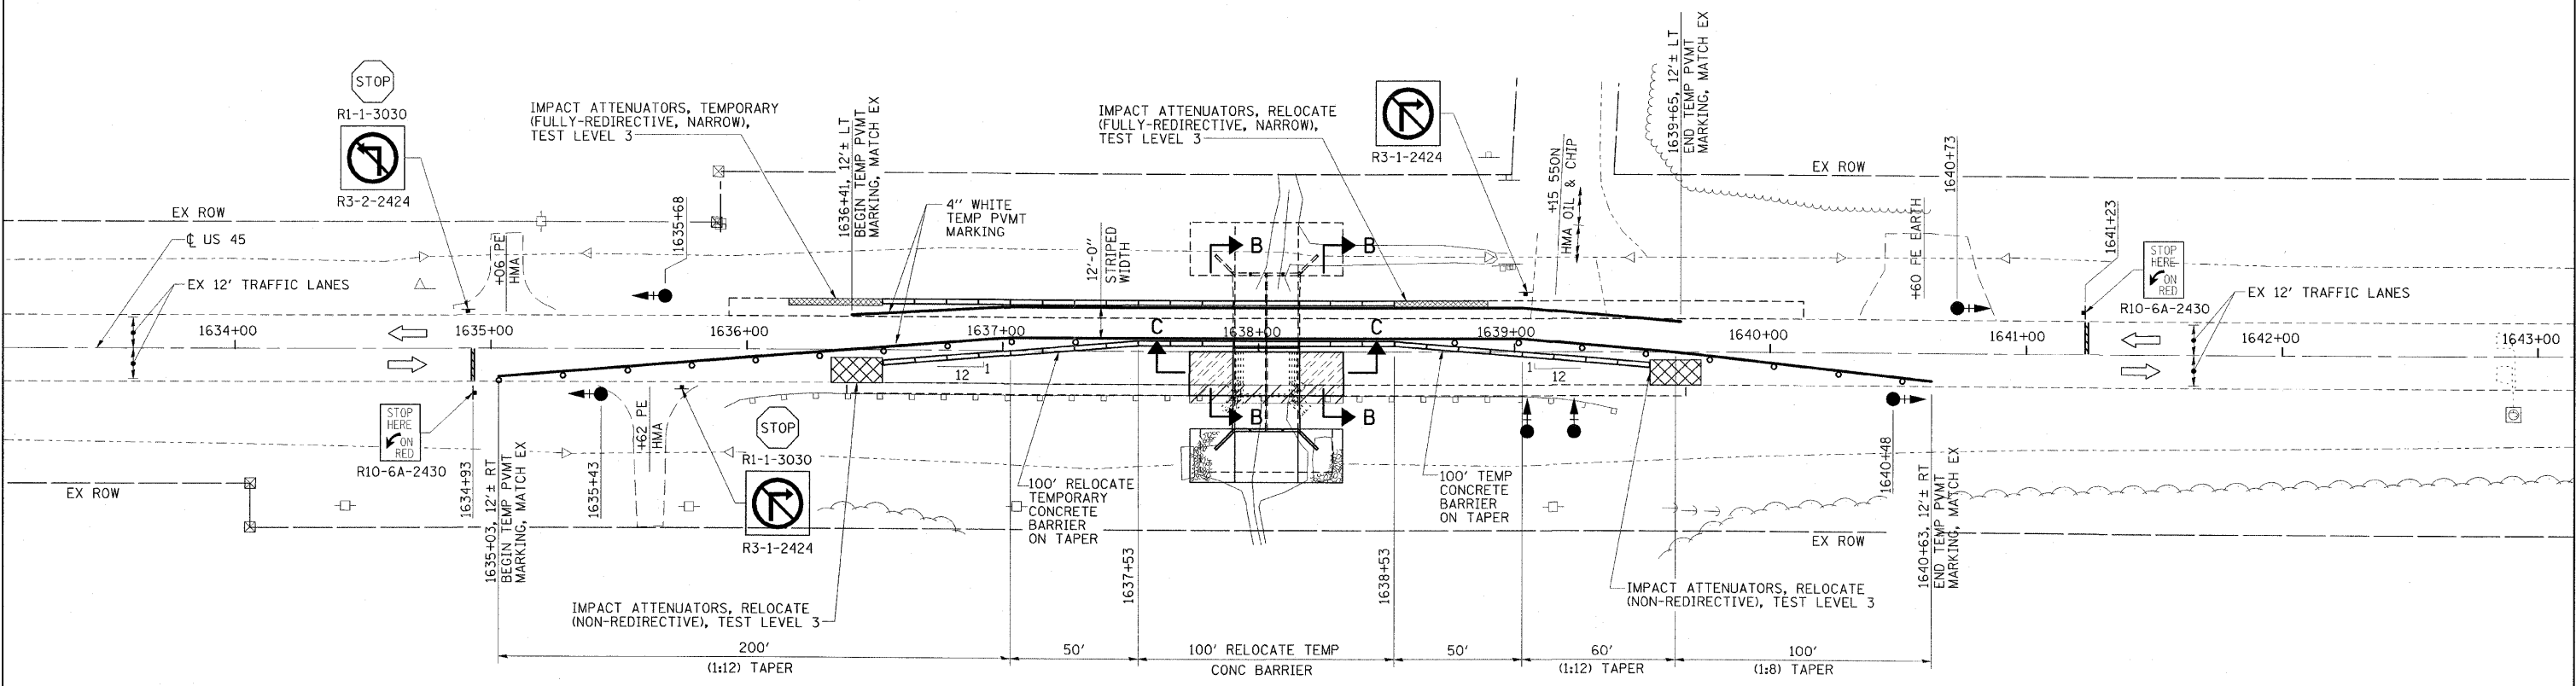 STOP
R1-1-3030
R3-2-2424
IMPACT ATTENUATORS, TEMPORARY
(FULLY-REDIRECTIVE, NARROW),
TEST LEVEL 3
1636+41, 12'± LT
BEGIN TEMP PVMT
MARKING, MATCH EX
4" WHITE
TEMP PVMT
MARKING
12'-0"
STRIPED
WIDTH
IMPACT ATTENUATORS, RELOCATE
(FULLY-REDIRECTIVE, NARROW),
TEST LEVEL 3
R3-1-2424
+15 550N
HMA OIL & CHIP
1639+65, 12'± LT
END TEMP PVMT
MARKING, MATCH EX
EX ROW
1640+73
+60 FE EARTH
1641+23
STOP
HERE
ON
RED
R10-6A-2430
EX 12' TRAFFIC LANES
EX ROW
℄ US 45
EX 12' TRAFFIC LANES
+06 PE
HMA
1635+68
B
B
1634+00
1635+00
1636+00
1637+00
1638+00
1639+00
1640+00
1641+00
1642+00
1643+00
C
C
12
1
1
12
B
B
STOP
HERE
ON
RED
R10-6A-2430
1634+93
1635+03, 12'± RT
BEGIN TEMP PVMT
MARKING, MATCH EX
1635+43
+62 PE
HMA
STOP
R1-1-3030
R3-1-2424
100' RELOCATE
TEMPORARY
CONCRETE
BARRIER
ON TAPER
1637+53
1638+53
100' TEMP
CONCRETE
BARRIER
ON TAPER
1640+48
1640+63, 12'± RT
END TEMP PVMT
MARKING, MATCH EX
EX ROW
EX ROW
IMPACT ATTENUATORS, RELOCATE
(NON-REDIRECTIVE), TEST LEVEL 3
IMPACT ATTENUATORS, RELOCATE
(NON-REDIRECTIVE), TEST LEVEL 3
200'
(1:12) TAPER
50'
100' RELOCATE TEMP
CONC BARRIER
50'
60'
(1:12) TAPER
100'
(1:8) TAPER